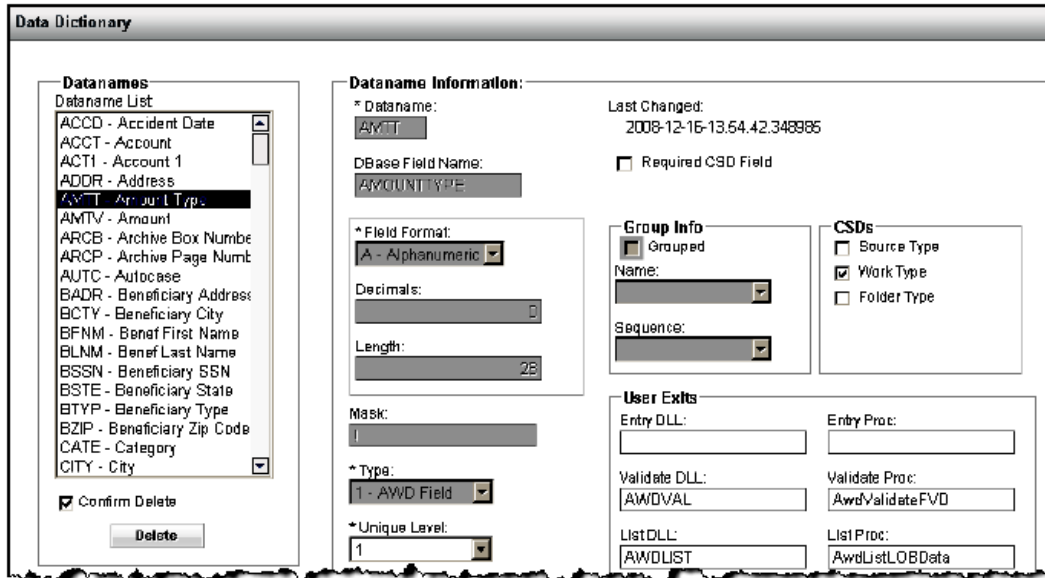 Data Dictionary
Datanames
Dataname List
ACCD - Accident Date
ACCT - Account
ACT1 - Account 1
ADDR - Address
AMTT - Amount Type
AMTV - Amount
ARCB - Archive Box Numbe
ARCP - Archive Page Numb
AUTC - Autocase
BADR - Beneficiary Address
BCTY - Beneficiary City
BFNM - Benef First Name
BLNM - Benef Last Name
BSSN - Beneficiary SSN
BSTE - Beneficiary State
BTYP - Beneficiary Type
BZIP - Beneficiary Zip Code
CATE - Category
CITY - City
Confirm Delete
Delete
Dataname Information:
* Dataname:
AMTT
Last Changed:
2008-12-16-13.54.42.348985
DBase Field Name:
AMOUNTTYPE
Required CSD Field
* Field Format:
A - Alphanumeric
Decimals:
0
Length:
28
Group Info
Grouped
Name:
Sequence:
CSDs
Source Type
Work Type
Folder Type
Mask:
* Type:
1 - AWD Field
* Unique Level:
1
User Exits
Entry DLL:
Entry Proc:
Validate DLL:
AWDVAL
Validate Proc:
AwdValidateFVD
List DLL:
AWDLIST
List Proc:
AwdListLOBData